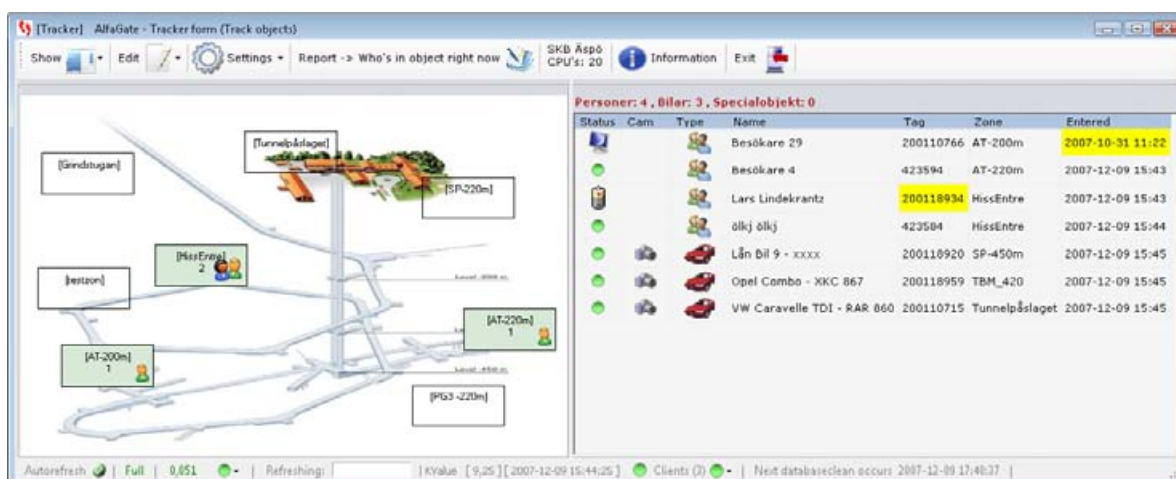 [Tracker] AlfaGate - Tracker form (Track objects)
Show Edit Settings Report -> Who's in object right now SKB Äspö CPU's: 20 Information Exit
Personer: 4 , Bilar: 3 , Specialobjekt: 0
Status Cam Type Name Tag Zone Entered
Besökare 29 200110766 AT-200m 2007-10-31 11:22
Besökare 4 423594 AT-220m 2007-12-09 15:43
Lars Lindekrantz 200118934 HissEntre 2007-12-09 15:43
ölkj ölkj 423584 HissEntre 2007-12-09 15:44
Lån Bil 9 - xxxx 200118920 SP-450m 2007-12-09 15:45
Opel Combo - XKC 867 200118959 TBM_420 2007-12-09 15:45
VW Caravelle TDI - RAR 860 200110715 Tunnelpåslaget 2007-12-09 15:45
[Tunnelpåslaget]
[Grindstugan]
[SP-220m]
[HissEntre]
2
[testzon]
[AT-220m]
1
[AT-200m]
1
Level -450 m
[PG3 -220m]
Autorefresh | Full | 0,051 | Refreshing: | KValue [ 9,25 ] [ 2007-12-09 15:44:25 ] Clients (3) | Next databaseclean occurs 2007-12-09 17:40:37 |